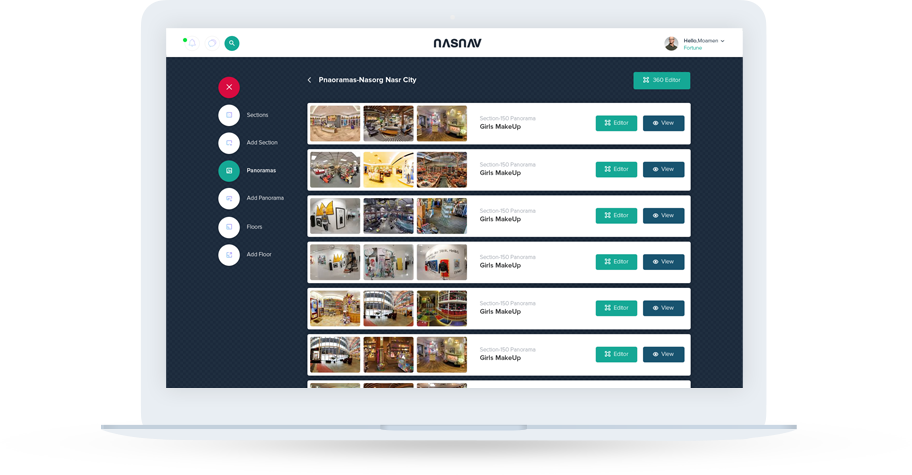 NASNAV
Hello,Moamen
Fortune
Pnaoramas-Nasorg Nasr City
360 Editor
Sections
Add Section
Panoramas
Add Panorama
Floors
Add Floor
Section-150 Panorama
Girls MakeUp
Editor
View
Section-150 Panorama
Girls MakeUp
Editor
View
Section-150 Panorama
Girls MakeUp
Editor
View
Section-150 Panorama
Girls MakeUp
Editor
View
Section-150 Panorama
Girls MakeUp
Editor
View
Section-150 Panorama
Girls MakeUp
Editor
View